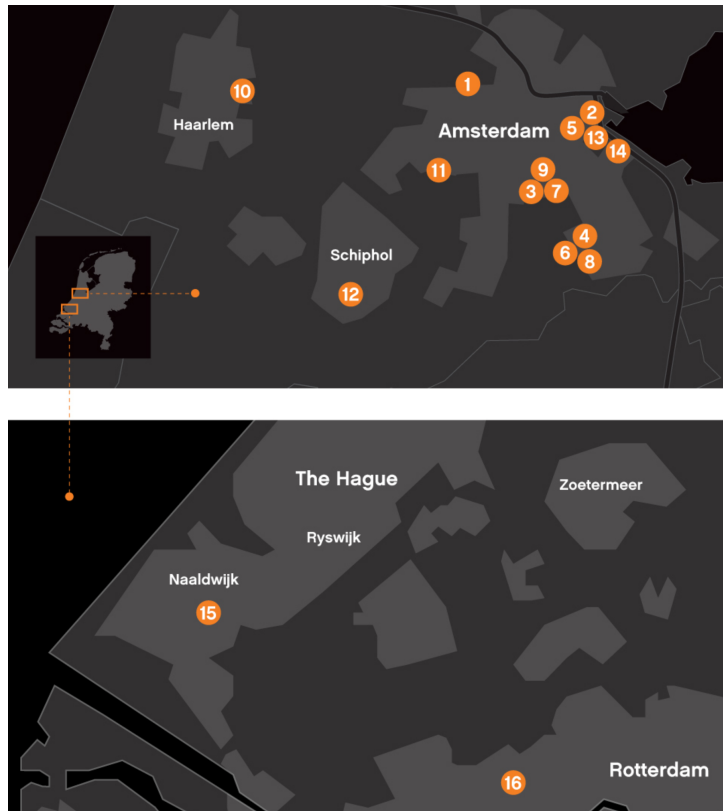 1
10
2
Haarlem
Amsterdam
5
13
14
11
9
3
7
4
Schiphol
6
8
12
The Hague
Zoetermeer
Ryswijk
Naaldwijk
15
Rotterdam
16